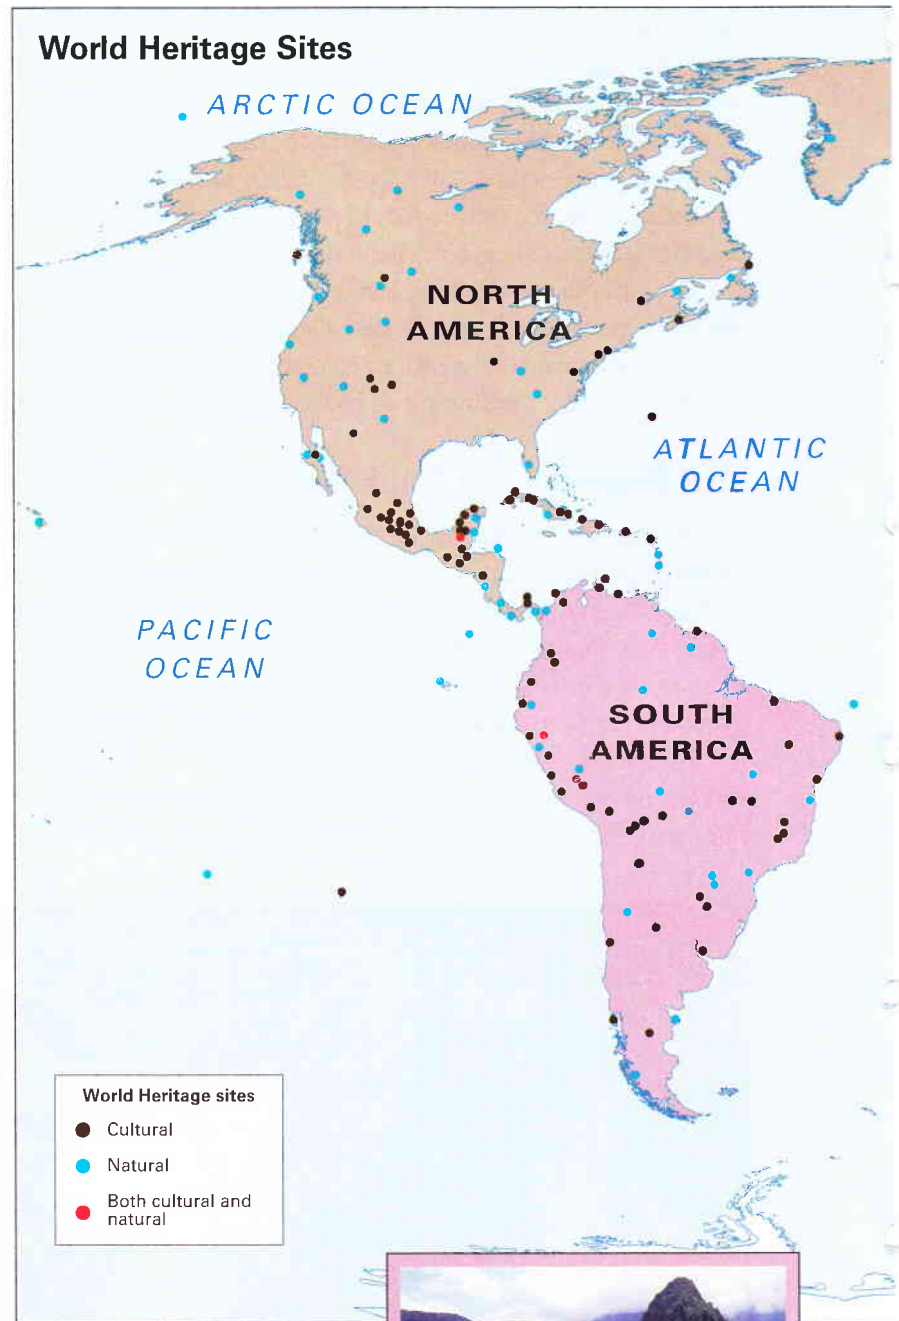 World Heritage Sites
ARCTIC OCEAN
NORTH
AMERICA
ATLANTIC
OCEAN
PACIFIC
OCEAN
SOUTH
AMERICA
World Heritage sites
Cultural
Natural
Both cultural and
natural